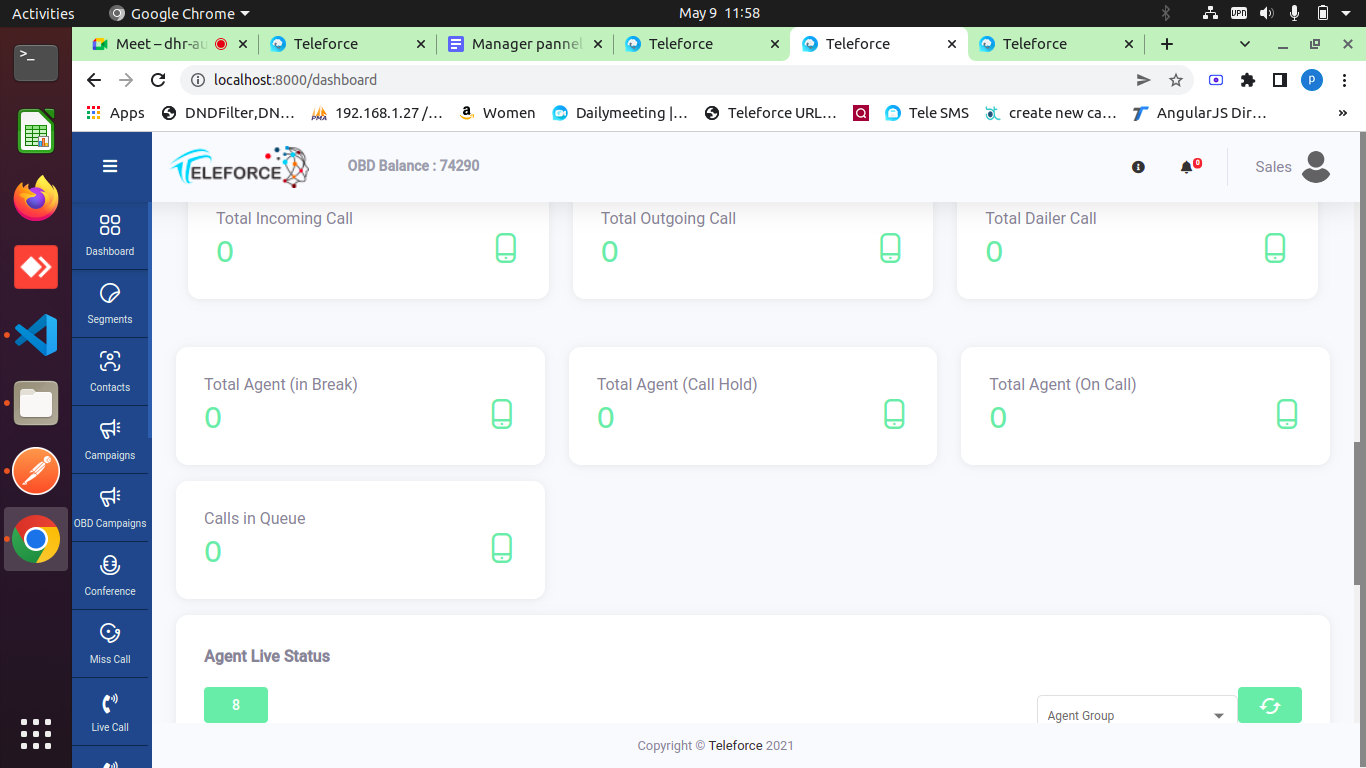 Activities
Google Chrome
May 9 11:58
VPN
Meet – dhr-au
Teleforce
Manager pannel
Teleforce
Teleforce
Teleforce
localhost:8000/dashboard
p
Apps
DNDFilter,DN...
PMA
192.168.1.27 /...
Women
Dailymeeting |...
Teleforce URL...
Tele SMS
create new ca...
AngularJS Dir...
»
TELEFORCE
OBD Balance : 74290
0
Sales
Dashboard
Segments
Contacts
Campaigns
OBD Campaigns
Conference
Miss Call
Live Call
Total Incoming Call
0
Total Outgoing Call
0
Total Dailer Call
0
Total Agent (in Break)
0
Total Agent (Call Hold)
0
Total Agent (On Call)
0
Calls in Queue
0
Agent Live Status
8
Agent Group
Copyright © Teleforce 2021